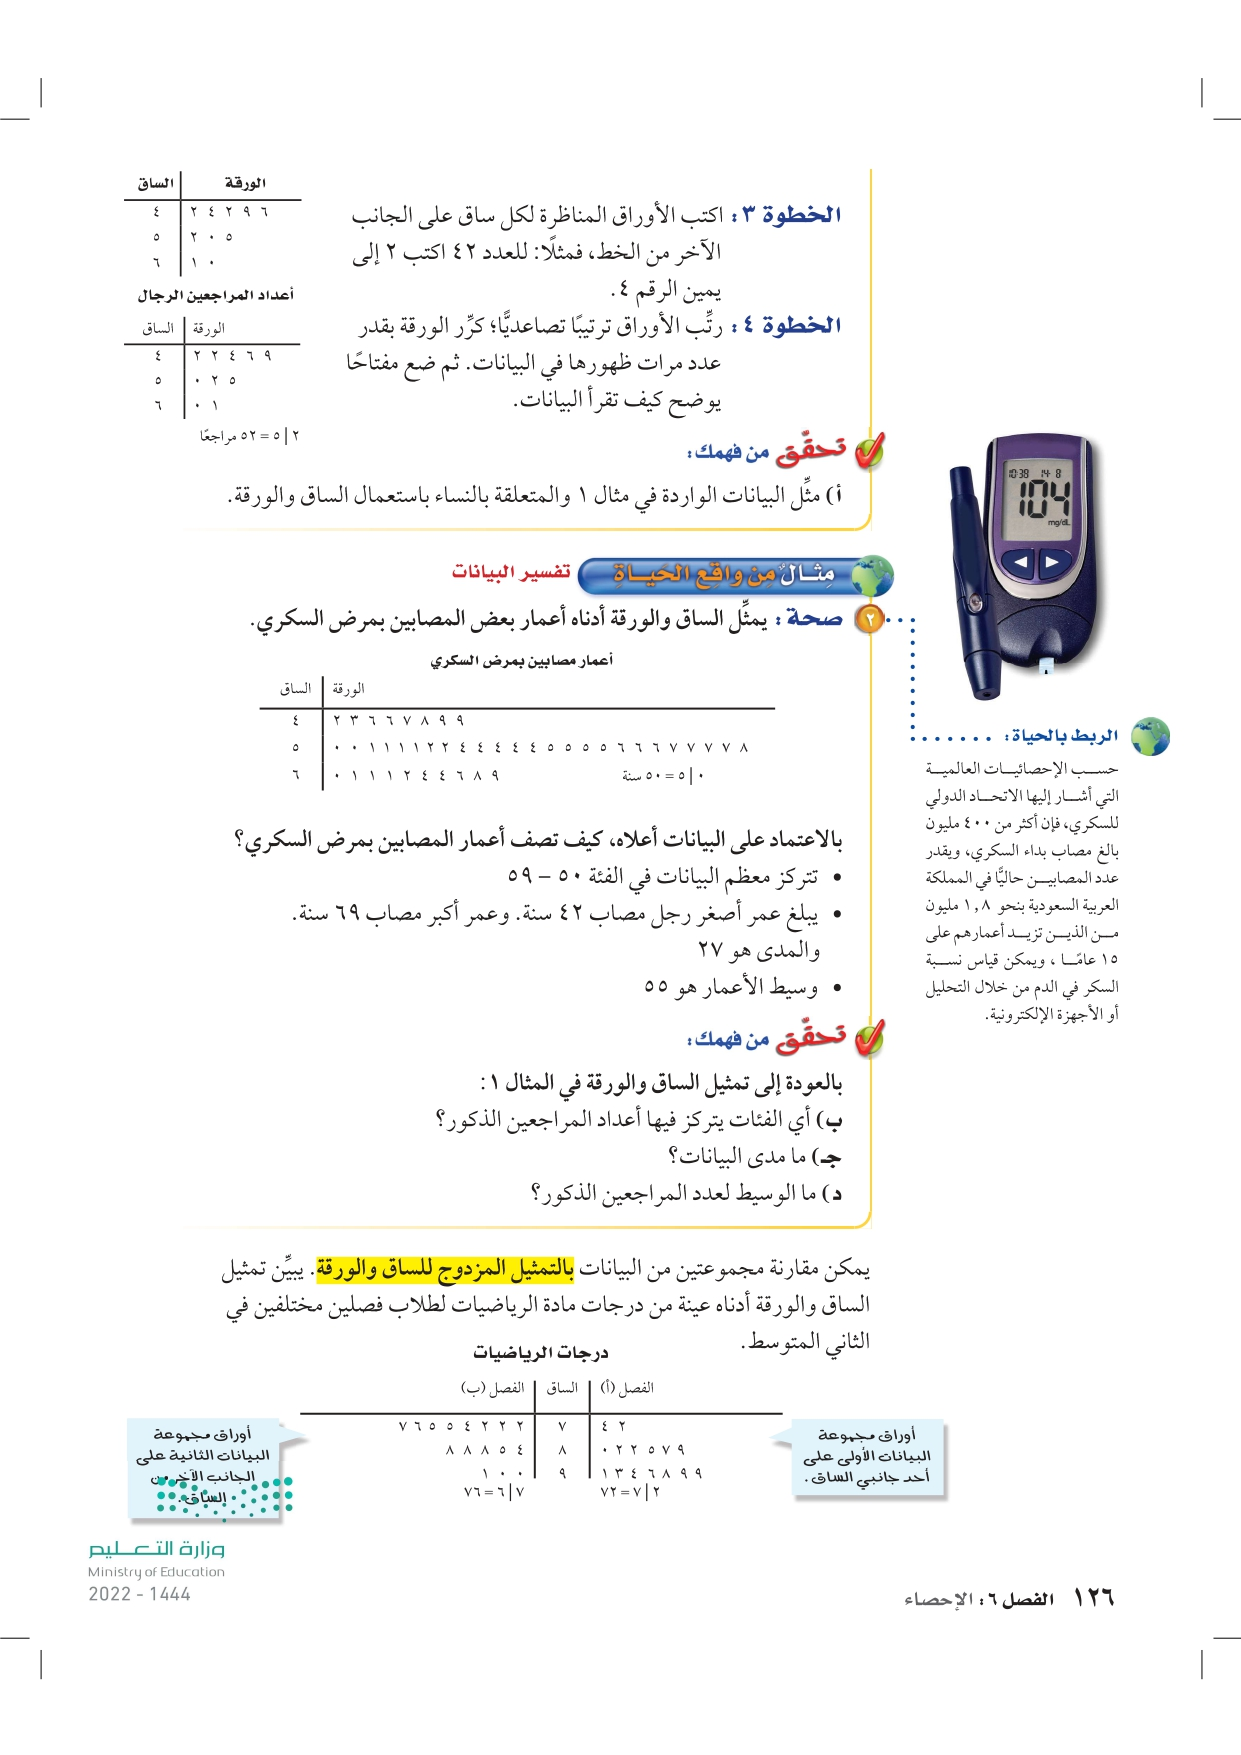 الساق | الورقة
٤ | ٢ ٤ ٢ ٩ ٦
٥ | ٢ ٠ ٥
٦ | ١ ٠
الخطوة ٣: اكتب الأوراق المناظرة لكل ساق على الجانب
الآخر من الخط، فمثلًا: للعدد ٤٢ اكتب ٢ إلى
يمين الرقم ٤.
أعداد المراجعين الرجال
الساق | الورقة
٤ | ٢ ٢ ٤ ٦ ٩
٥ | ٠ ٢ ٥
٦ | ٠ ١
٢ | ٥ = ٥٢ مراجعًا
الخطوة ٤: رتِّب الأوراق ترتيبًا تصاعديًّا؛ كرِّر الورقة بقدر
عدد مرات ظهورها في البيانات. ثم ضع مفتاحًا
يوضح كيف تقرأ البيانات.
تحقَّق من فهمك:
أ) مثِّل البيانات الواردة في مثال ١ والمتعلقة بالنساء باستعمال الساق والورقة.
10:38 14- 8
104
mg/dL
مثال من واقع الحياة تفسير البيانات
٢ صحة: يمثِّل الساق والورقة أدناه أعمار بعض المصابين بمرض السكري.
أعمار مصابين بمرض السكري
الساق | الورقة
٤ | ٢ ٣ ٦ ٦ ٧ ٨ ٩ ٩
٥ | ٠ ٠ ١ ١ ١ ١ ٢ ٢ ٤ ٤ ٤ ٤ ٤ ٥ ٥ ٥ ٥ ٦ ٦ ٦ ٧ ٧ ٧ ٧ ٨
٦ | ٠ ١ ١ ١ ٢ ٤ ٤ ٦ ٨ ٩
٠ | ٥ = ٥٠ سنة
الربط بالحياة:
حسب الإحصائيات العالمية
التي أشار إليها الاتحاد الدولي
للسكري، فإن أكثر من ٤٠٠ مليون
بالغ مصاب بداء السكري، ويقدر
عدد المصابين حاليًّا في المملكة
العربية السعودية بنحو ١,٨ مليون
من الذين تزيد أعمارهم على
١٥ عامًا، ويمكن قياس نسبة
السكر في الدم من خلال التحليل
أو الأجهزة الإلكترونية.
بالاعتماد على البيانات أعلاه، كيف تصف أعمار المصابين بمرض السكري؟
• تتركز معظم البيانات في الفئة ٥٠ – ٥٩
• يبلغ عمر أصغر رجل مصاب ٤٢ سنة. وعمر أكبر مصاب ٦٩ سنة.
والمدى هو ٢٧
• وسيط الأعمار هو ٥٥
تحقَّق من فهمك:
بالعودة إلى تمثيل الساق والورقة في المثال ١:
ب) أي الفئات يتركز فيها أعداد المراجعين الذكور؟
جـ) ما مدى البيانات؟
د) ما الوسيط لعدد المراجعين الذكور؟
يمكن مقارنة مجموعتين من البيانات بالتمثيل المزدوج للساق والورقة. يبيِّن تمثيل
الساق والورقة أدناه عينة من درجات مادة الرياضيات لطلاب فصلين مختلفين في
الثاني المتوسط.
درجات الرياضيات
الفصل (ب) | الساق | الفصل (أ)
٧ ٦ ٥ ٥ ٤ ٢ ٢ ٢ | ٧ | ٤ ٢
٨ ٨ ٨ ٥ ٤ | ٨ | ٠ ٢ ٢ ٥ ٧ ٩
١ ٠ ٠ | ٩ | ١ ٣ ٤ ٦ ٨ ٩ ٩
٧ | ٦ = ٧٦
٢ | ٧ = ٧٢
أوراق مجموعة
البيانات الأولى على
أحد جانبي الساق.
أوراق مجموعة
البيانات الثانية على
الجانب الآخر من
الساق.
وزارة التعليم
Ministry of Education
2022 - 1444
١٢٦ الفصل ٦: الإحصاء